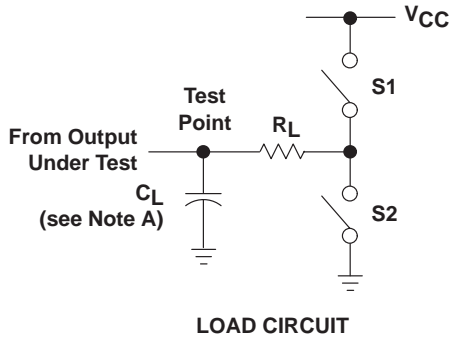 VCC
S1
Test
Point
RL
From Output
Under Test
CL
(see Note A)
S2
LOAD CIRCUIT